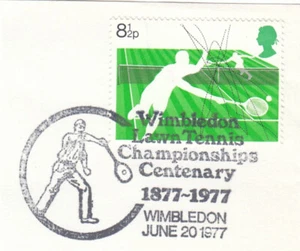 8½p
Wimbledon
Lawn Tennis
Championships
Centenary
1877-1977
WIMBLEDON
JUNE 20 1977